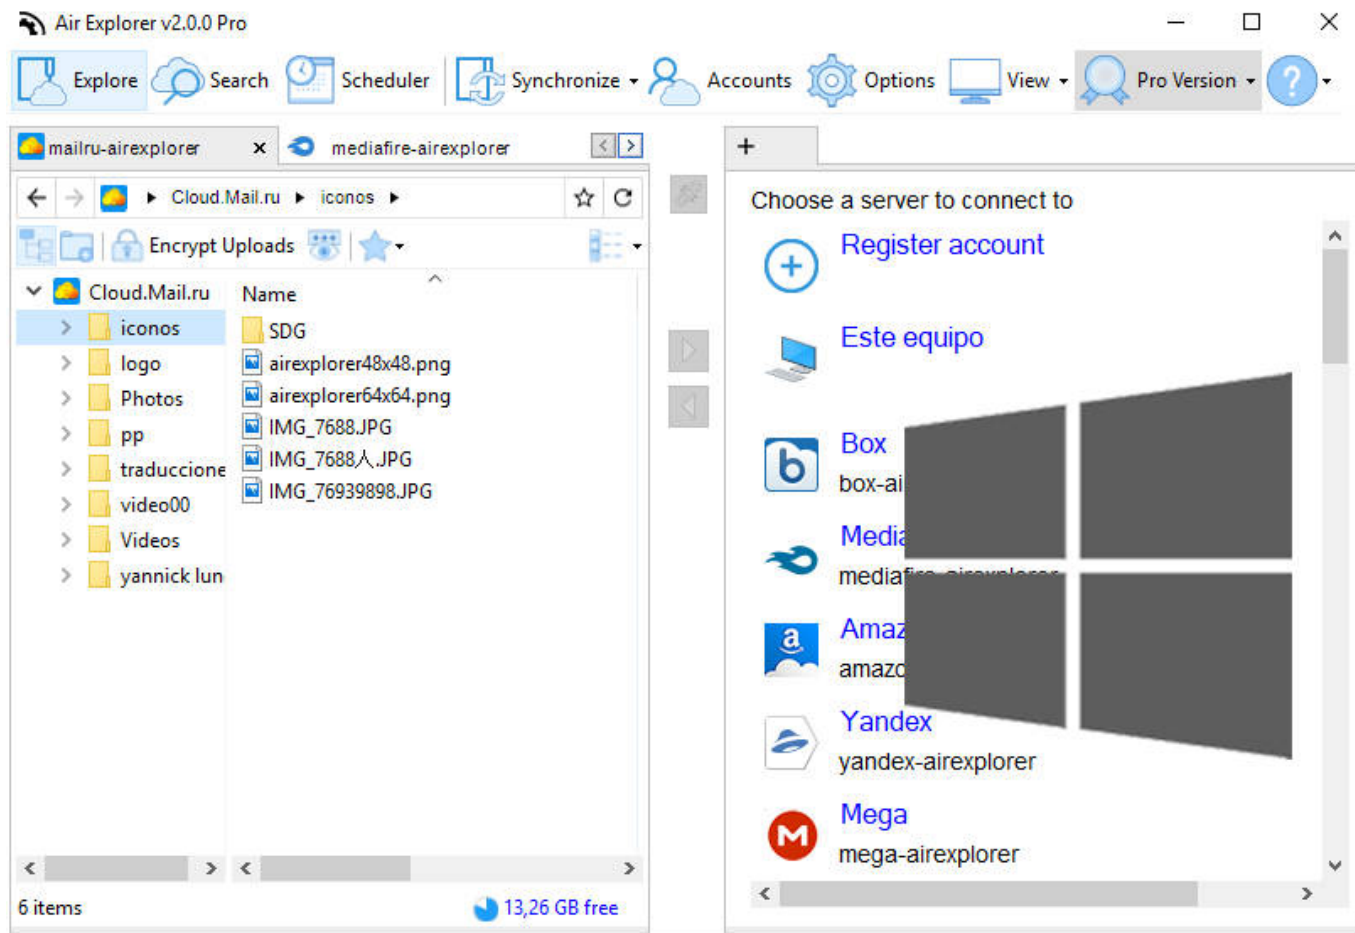 Air Explorer v2.0.0 Pro
Explore Search Scheduler Synchronize Accounts Options View Pro Version ?
mailru-airexplorer x mediafire-airexplorer < > +
Cloud.Mail.ru iconos
Encrypt Uploads
Cloud.Mail.ru
iconos
logo
Photos
pp
traduccione
video00
Videos
yannick lun
Name
SDG
airexplorer48x48.png
airexplorer64x64.png
IMG_7688.JPG
IMG_7688人.JPG
IMG_76939898.JPG
6 items 13,26 GB free
Choose a server to connect to
Register account
Este equipo
b
Box
box-ai
Media
mediafire-airexplorer
a
Amaz
amazo
Yandex
yandex-airexplorer
M
Mega
mega-airexplorer